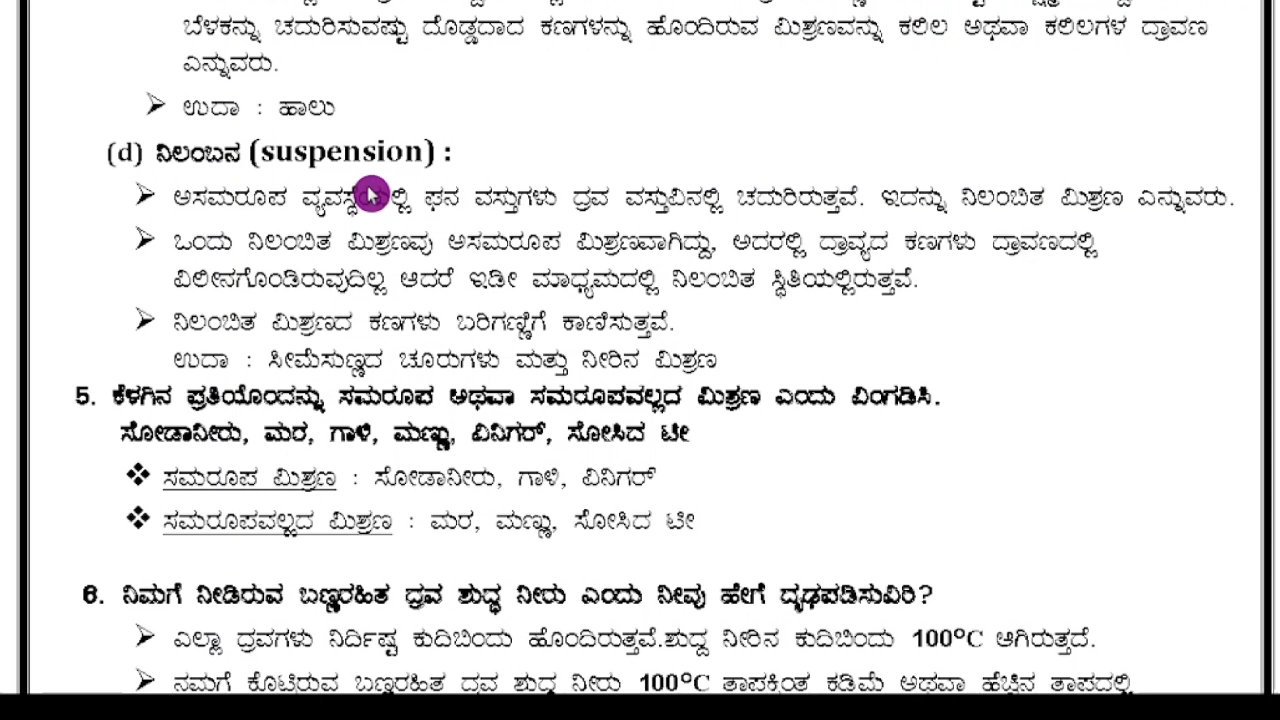 ಬೆಳಕನ್ನು ಚದುರಿಸುವಷ್ಟು ದೊಡ್ಡದಾದ ಕಣಗಳನ್ನು ಹೊಂದಿರುವ ಮಿಶ್ರಣವನ್ನು ಕಲಿಲ ಅಥವಾ ಕಲಿಲಗಳ ದ್ರಾವಣ
ಎನ್ನುವರು.
➢ ಉದಾ : ಹಾಲು
(d) ನಿಲಂಬನ (suspension) :
➢ ಅಸಮರೂಪ ವ್ಯವಸ್ಥೆಯಲ್ಲಿ ಘನ ವಸ್ತುಗಳು ದ್ರವ ವಸ್ತುವಿನಲ್ಲಿ ಚದುರಿರುತ್ತವೆ. ಇದನ್ನು ನಿಲಂಬಿತ ಮಿಶ್ರಣ ಎನ್ನುವರು.
➢ ಒಂದು ನಿಲಂಬಿತ ಮಿಶ್ರಣವು ಅಸಮರೂಪ ಮಿಶ್ರಣವಾಗಿದ್ದು, ಅದರಲ್ಲಿ ದ್ರಾವ್ಯದ ಕಣಗಳು ದ್ರಾವಣದಲ್ಲಿ
ವಿಲೀನಗೊಂಡಿರುವುದಿಲ್ಲ ಆದರೆ ಇಡೀ ಮಾಧ್ಯಮದಲ್ಲಿ ನಿಲಂಬಿತ ಸ್ಥಿತಿಯಲ್ಲಿರುತ್ತವೆ.
➢ ನಿಲಂಬಿತ ಮಿಶ್ರಣದ ಕಣಗಳು ಬರಿಗಣ್ಣಿಗೆ ಕಾಣಿಸುತ್ತವೆ.
ಉದಾ : ಸೀಮೆಸುಣ್ಣದ ಚೂರುಗಳು ಮತ್ತು ನೀರಿನ ಮಿಶ್ರಣ
5. ಕೆಳಗಿನ ಪ್ರತಿಯೊಂದನ್ನು ಸಮರೂಪ ಅಥವಾ ಸಮರೂಪವಲ್ಲದ ಮಿಶ್ರಣ ಎಂದು ವಿಂಗಡಿಸಿ.
ಸೋಡಾನೀರು, ಮರ, ಗಾಳಿ, ಮಣ್ಣು, ವಿನಿಗರ್, ಸೋಸಿದ ಟೀ
❖ ಸಮರೂಪ ಮಿಶ್ರಣ : ಸೋಡಾನೀರು, ಗಾಳಿ, ವಿನಿಗರ್
❖ ಸಮರೂಪವಲ್ಲದ ಮಿಶ್ರಣ : ಮರ, ಮಣ್ಣು, ಸೋಸಿದ ಟೀ
6. ನಿಮಗೆ ನೀಡಿರುವ ಬಣ್ಣರಹಿತ ದ್ರವ ಶುದ್ಧ ನೀರು ಎಂದು ನೀವು ಹೇಗೆ ದೃಢಪಡಿಸುವಿರಿ?
➢ ಎಲ್ಲಾ ದ್ರವಗಳು ನಿರ್ದಿಷ್ಟ ಕುದಿಬಿಂದು ಹೊಂದಿರುತ್ತವೆ.ಶುದ್ದ ನೀರಿನ ಕುದಿಬಿಂದು 100°C ಆಗಿರುತ್ತದೆ.
➢ ನಮಗೆ ಕೊಟ್ಟಿರುವ ಬಣ್ಣರಹಿತ ದ್ರವ ಶುದ್ಧ ನೀರು 100°C ತಾಪಕ್ಕಿಂತ ಕಡಿಮೆ ಅಥವಾ ಹೆಚ್ಚಿನ ತಾಪದಲ್ಲಿ